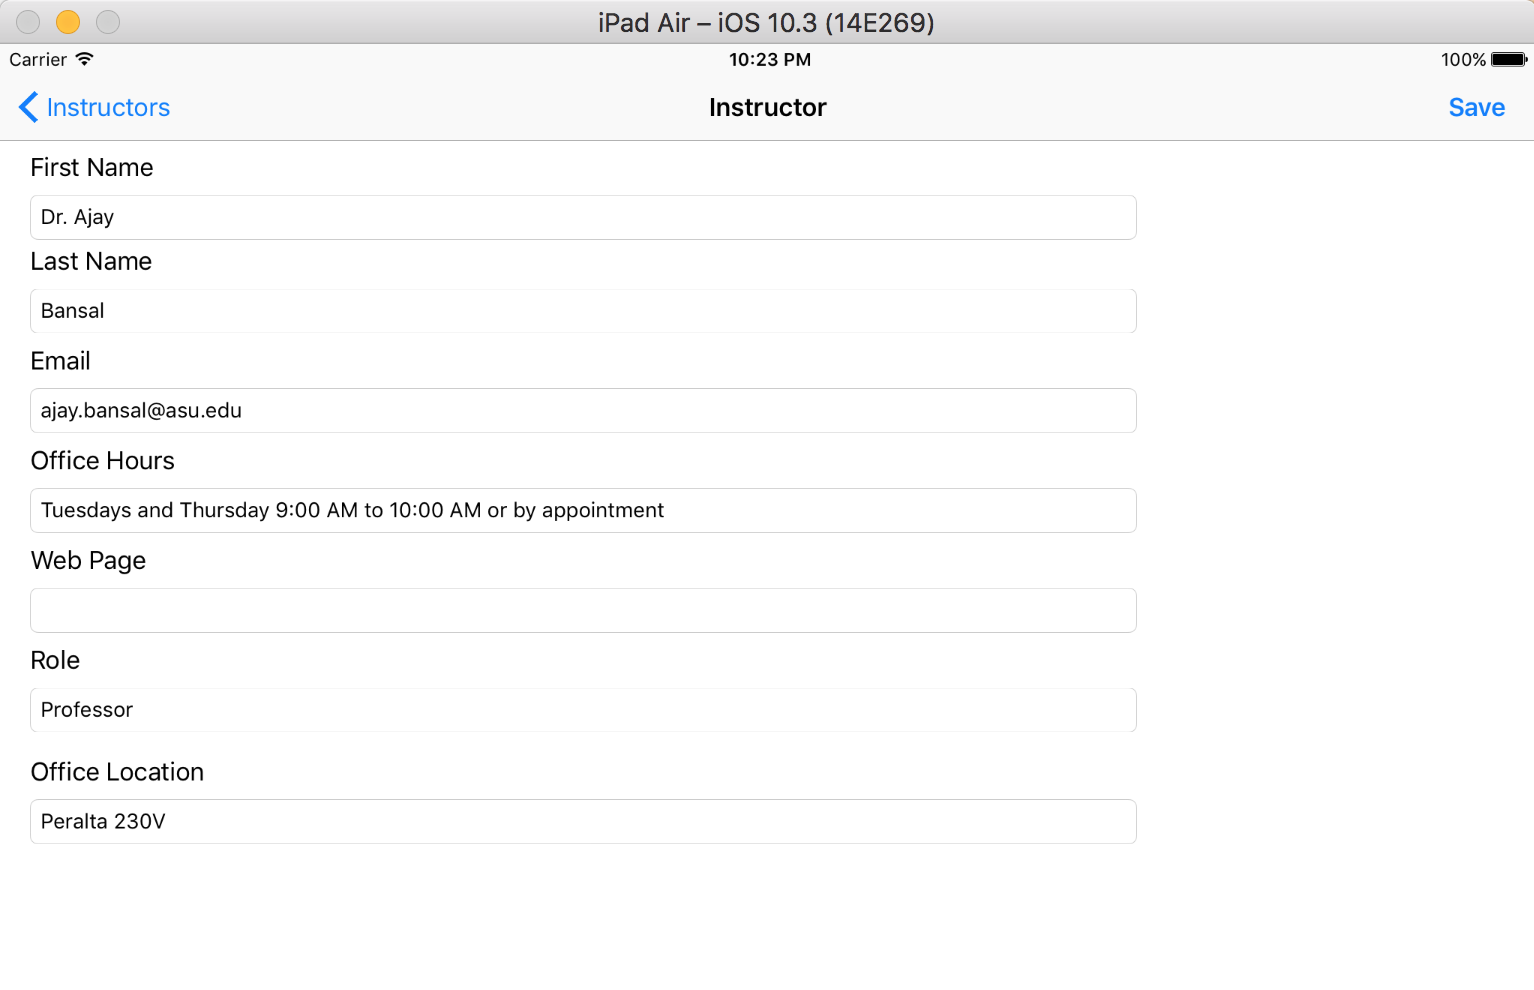 iPad Air – iOS 10.3 (14E269)
Carrier 10:23 PM 100%
Instructors Instructor Save
First Name
Dr. Ajay
Last Name
Bansal
Email
ajay.bansal@asu.edu
Office Hours
Tuesdays and Thursday 9:00 AM to 10:00 AM or by appointment
Web Page
Role
Professor
Office Location
Peralta 230V